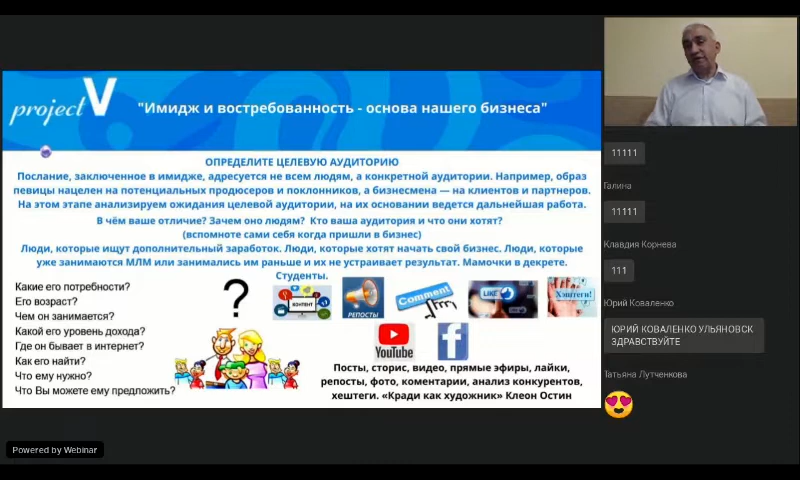 project V
"Имидж и востребованность - основа нашего бизнеса"
ОПРЕДЕЛИТЕ ЦЕЛЕВУЮ АУДИТОРИЮ
Послание, заключенное в имидже, адресуется не всем людям, а конкретной аудитории. Например, образ
певицы нацелен на потенциальных продюсеров и поклонников, а бизнесмена — на клиентов и партнеров.
На этом этапе анализируем ожидания целевой аудитории, на их основании ведется дальнейшая работа.
В чём ваше отличие? Зачем оно людям? Кто ваша аудитория и что они хотят?
(вспомните сами себя когда пришли в бизнес)
Люди, которые ищут дополнительный заработок. Люди, которые хотят начать свой бизнес. Люди, которые
уже занимаются МЛМ или занимались им раньше и их не устраивает результат. Мамочки в декрете.
Студенты.
Какие его потребности?
Его возраст?
Чем он занимается?
Какой его уровень дохода?
Где он бывает в интернет?
Как его найти?
Что ему нужно?
Что Вы можете ему предложить?
?
КОНТЕНТ
РЕПОСТЫ
Comment
LIKE
Хэштеги!
YouTube
f
Посты, сторис, видео, прямые эфиры, лайки,
репосты, фото, коментарии, анализ конкурентов,
хештеги. «Кради как художник» Клеон Остин
11111
Галина
11111
Клавдия Корнева
111
Юрий Коваленко
ЮРИЙ КОВАЛЕНКО УЛЬЯНОВСК
ЗДРАВСТВУЙТЕ
Татьяна Лутченкова
Powered by Webinar